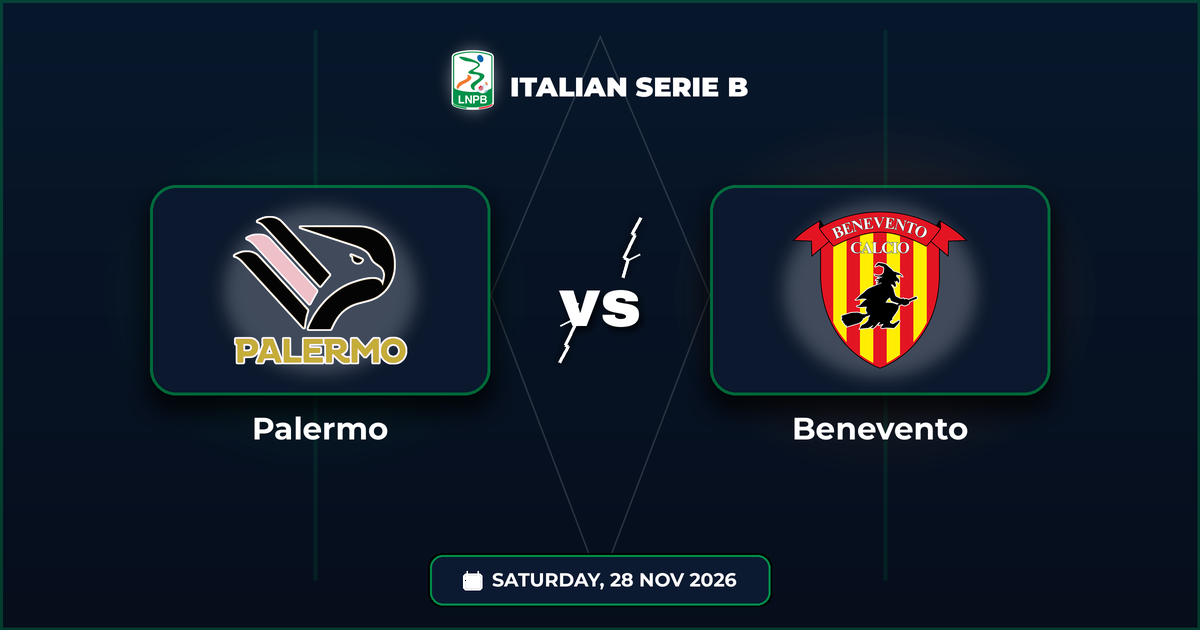 LNPB
ITALIAN SERIE B
PALERMO
BENEVENTO
CALCIO
VS
Palermo
Benevento
SATURDAY, 28 NOV 2026